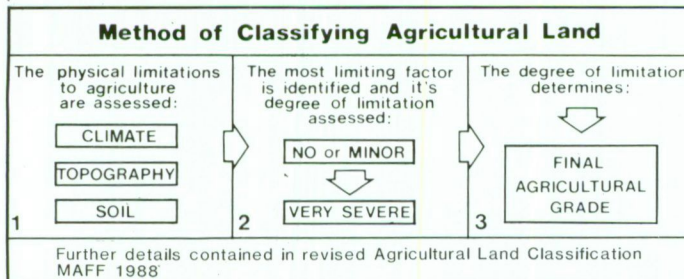 Method of Classifying Agricultural Land
The physical limitations
to agriculture
are assessed:
CLIMATE
TOPOGRAPHY
SOIL
1
The most limiting factor
is identified and it's
degree of limitation
assessed:
NO or MINOR
VERY SEVERE
2
The degree of limitation
determines:
FINAL
AGRICULTURAL
GRADE
3
Further details contained in revised Agricultural Land Classification
MAFF 1988